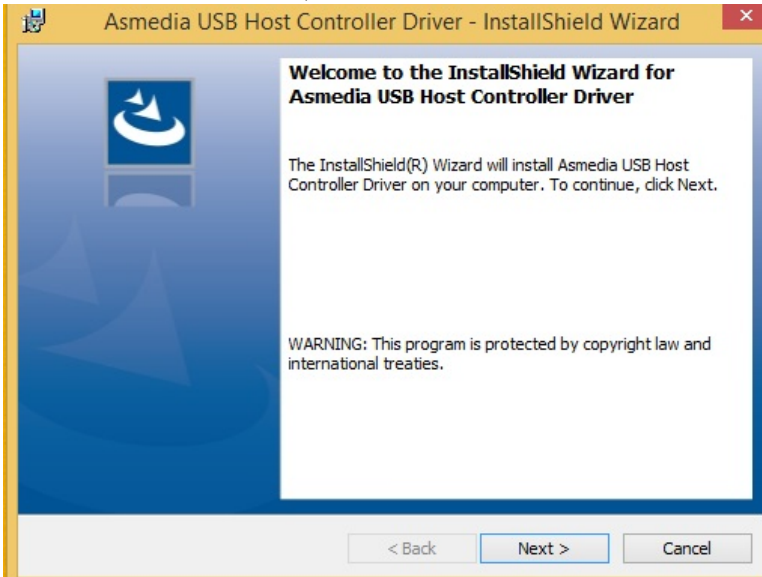 Asmedia USB Host Controller Driver - InstallShield Wizard
Welcome to the InstallShield Wizard for
Asmedia USB Host Controller Driver
The InstallShield(R) Wizard will install Asmedia USB Host
Controller Driver on your computer. To continue, click Next.
WARNING: This program is protected by copyright law and
international treaties.
< Back
Next >
Cancel